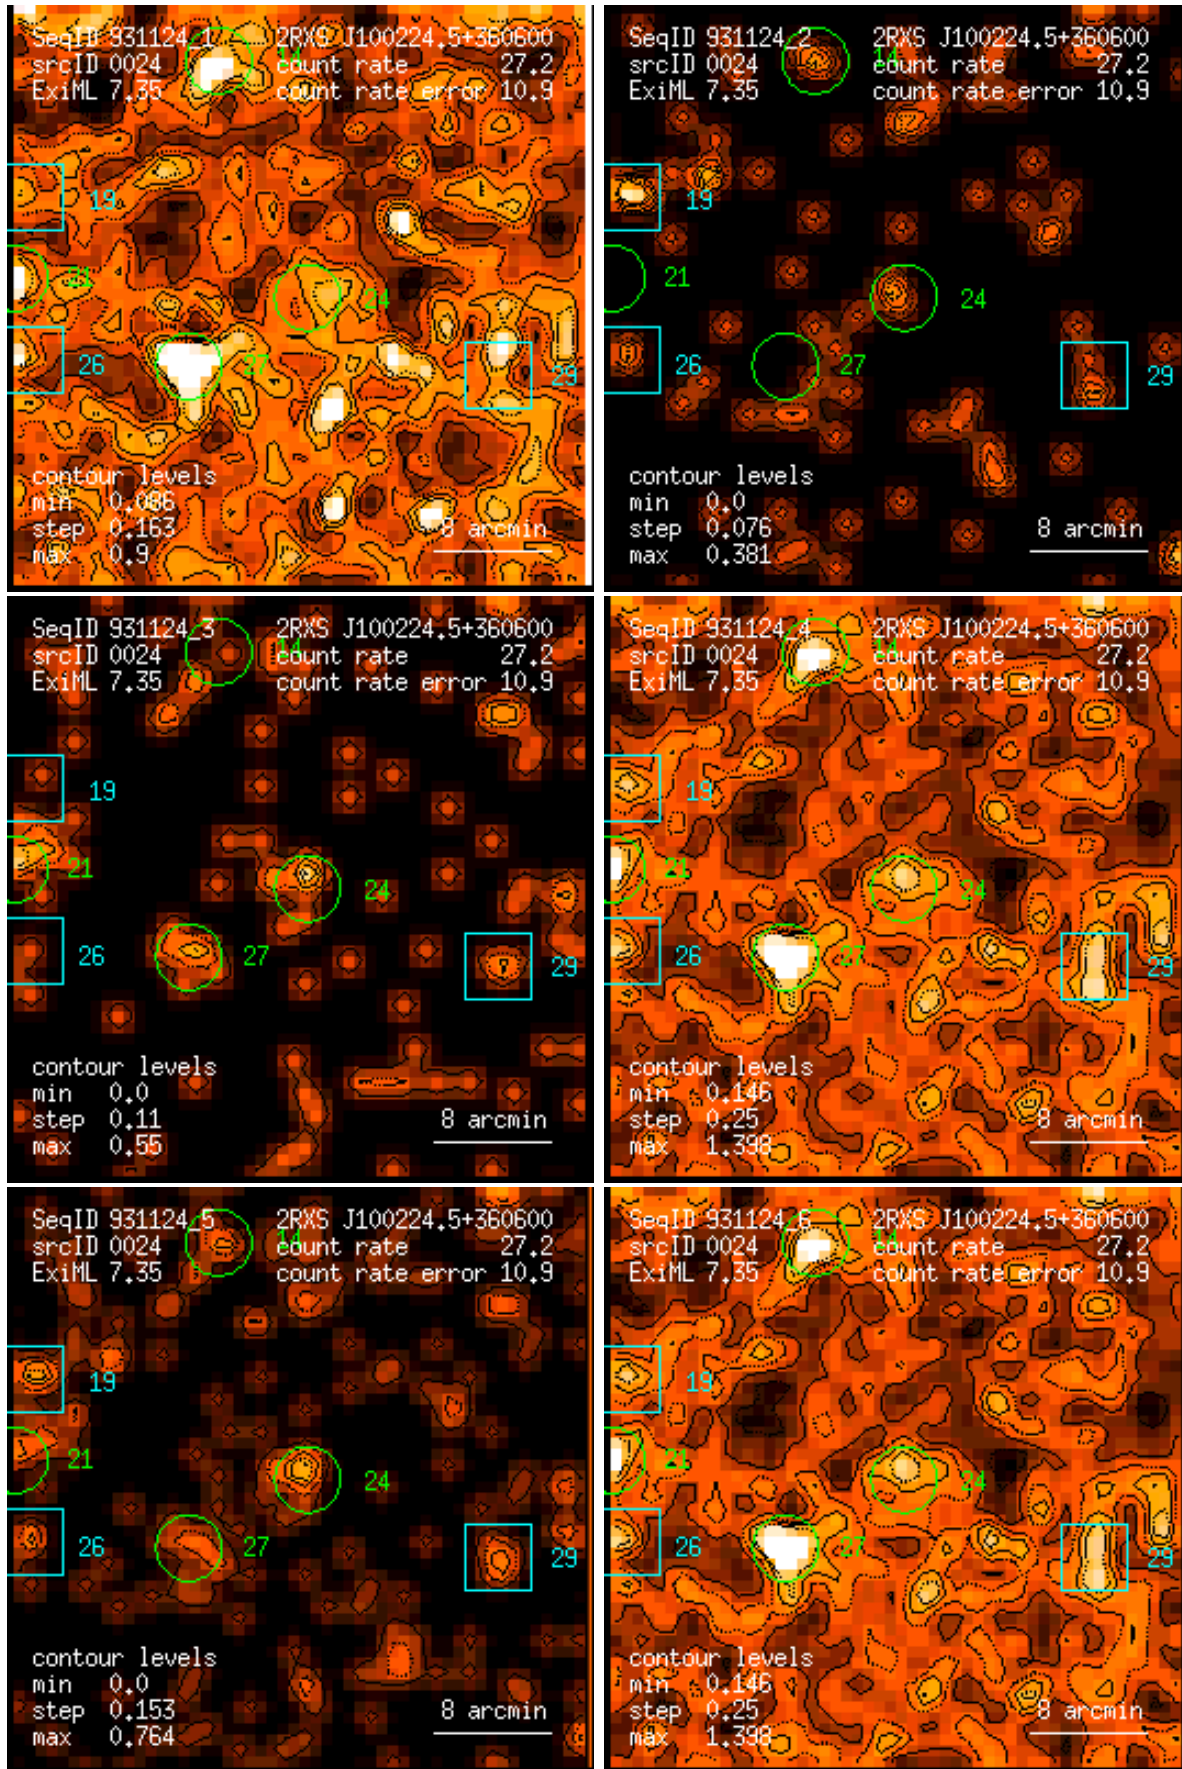 SeqID 931124_1 2RXS J100224.5+360600
srcID 0024 14 count rate 27.2
ExiML 7.35 count rate error 10.9
19
21
24
26 27 29
contour levels
min 0.086
step 0.163 8 arcmin
max 0.9
SeqID 931124_2 2RXS J100224.5+360600
srcID 0024 14 count rate 27.2
ExiML 7.35 count rate error 10.9
19
21
24
26 27 29
contour levels
min 0.0
step 0.076 8 arcmin
max 0.381
SeqID 931124_3 2RXS J100224.5+360600
srcID 0024 14 count rate 27.2
ExiML 7.35 count rate error 10.9
19
21
24
26 27 29
contour levels
min 0.0
step 0.11 8 arcmin
max 0.55
SeqID 931124_4 2RXS J100224.5+360600
srcID 0024 14 count rate 27.2
ExiML 7.35 count rate error 10.9
19
21
24
26 27 29
contour levels
min 0.146
step 0.25 8 arcmin
max 1.398
SeqID 931124_5 2RXS J100224.5+360600
srcID 0024 14 count rate 27.2
ExiML 7.35 count rate error 10.9
19
21
24
26 27 29
contour levels
min 0.0
step 0.153 8 arcmin
max 0.764
SeqID 931124_6 2RXS J100224.5+360600
srcID 0024 14 count rate 27.2
ExiML 7.35 count rate error 10.9
19
21
24
26 27 29
contour levels
min 0.146
step 0.25 8 arcmin
max 1.398